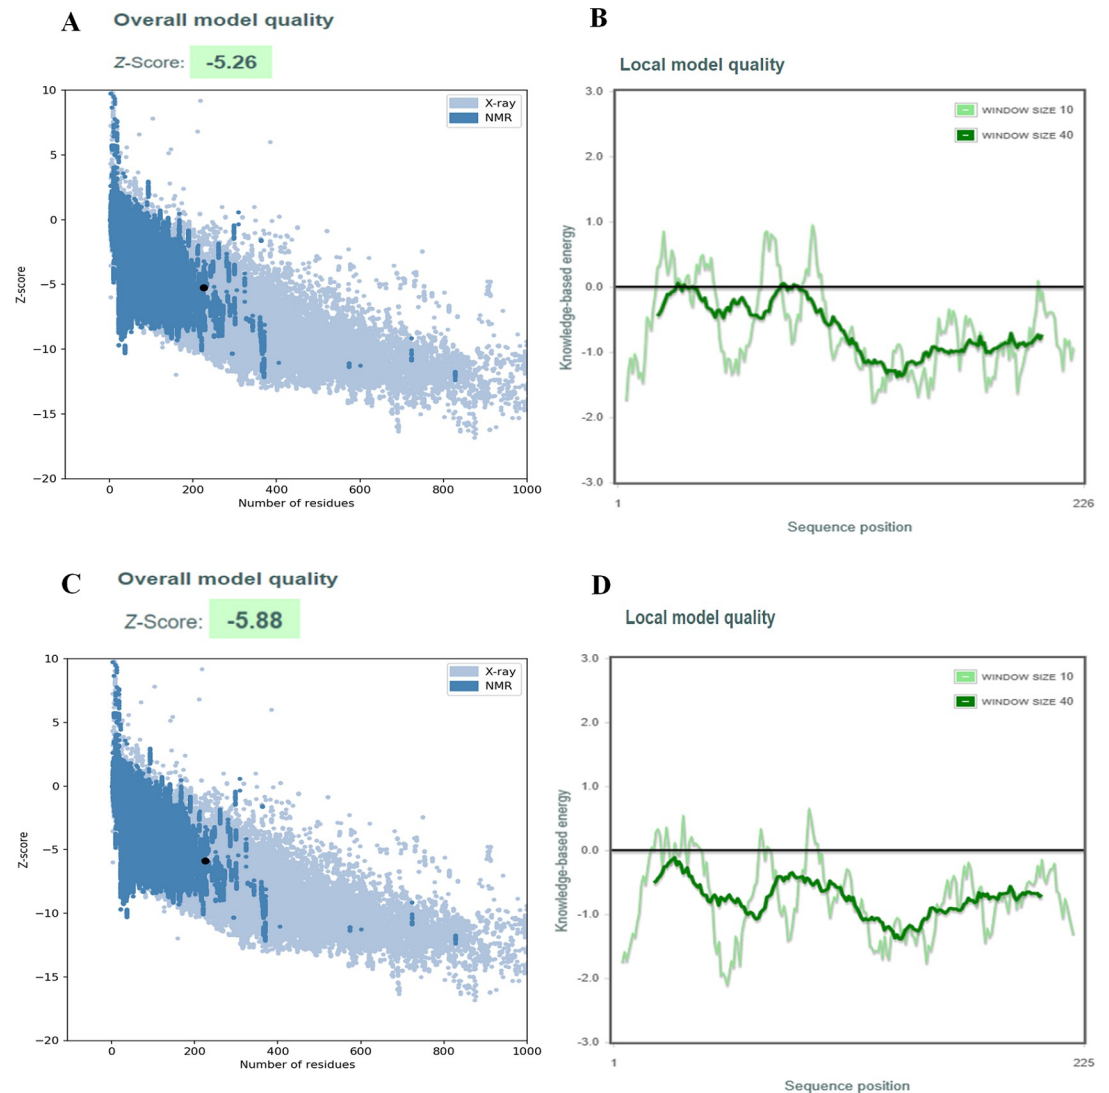 A
Overall model quality
Z-Score: -5.26
10
5
0
−5
−10
−15
−20
Z-score
0
200
400
600
800
1000
Number of residues
X-ray
NMR
B
Local model quality
3.0
2.0
1.0
0.0
-1.0
-2.0
-3.0
Knowledge-based energy
WINDOW SIZE 10
WINDOW SIZE 40
1
226
Sequence position
C
Overall model quality
Z-Score: -5.88
10
5
0
−5
−10
−15
−20
Z-score
0
200
400
600
800
1000
Number of residues
X-ray
NMR
D
Local model quality
3.0
2.0
1.0
0.0
-1.0
-2.0
-3.0
Knowledge-based energy
WINDOW SIZE 10
WINDOW SIZE 40
1
225
Sequence position